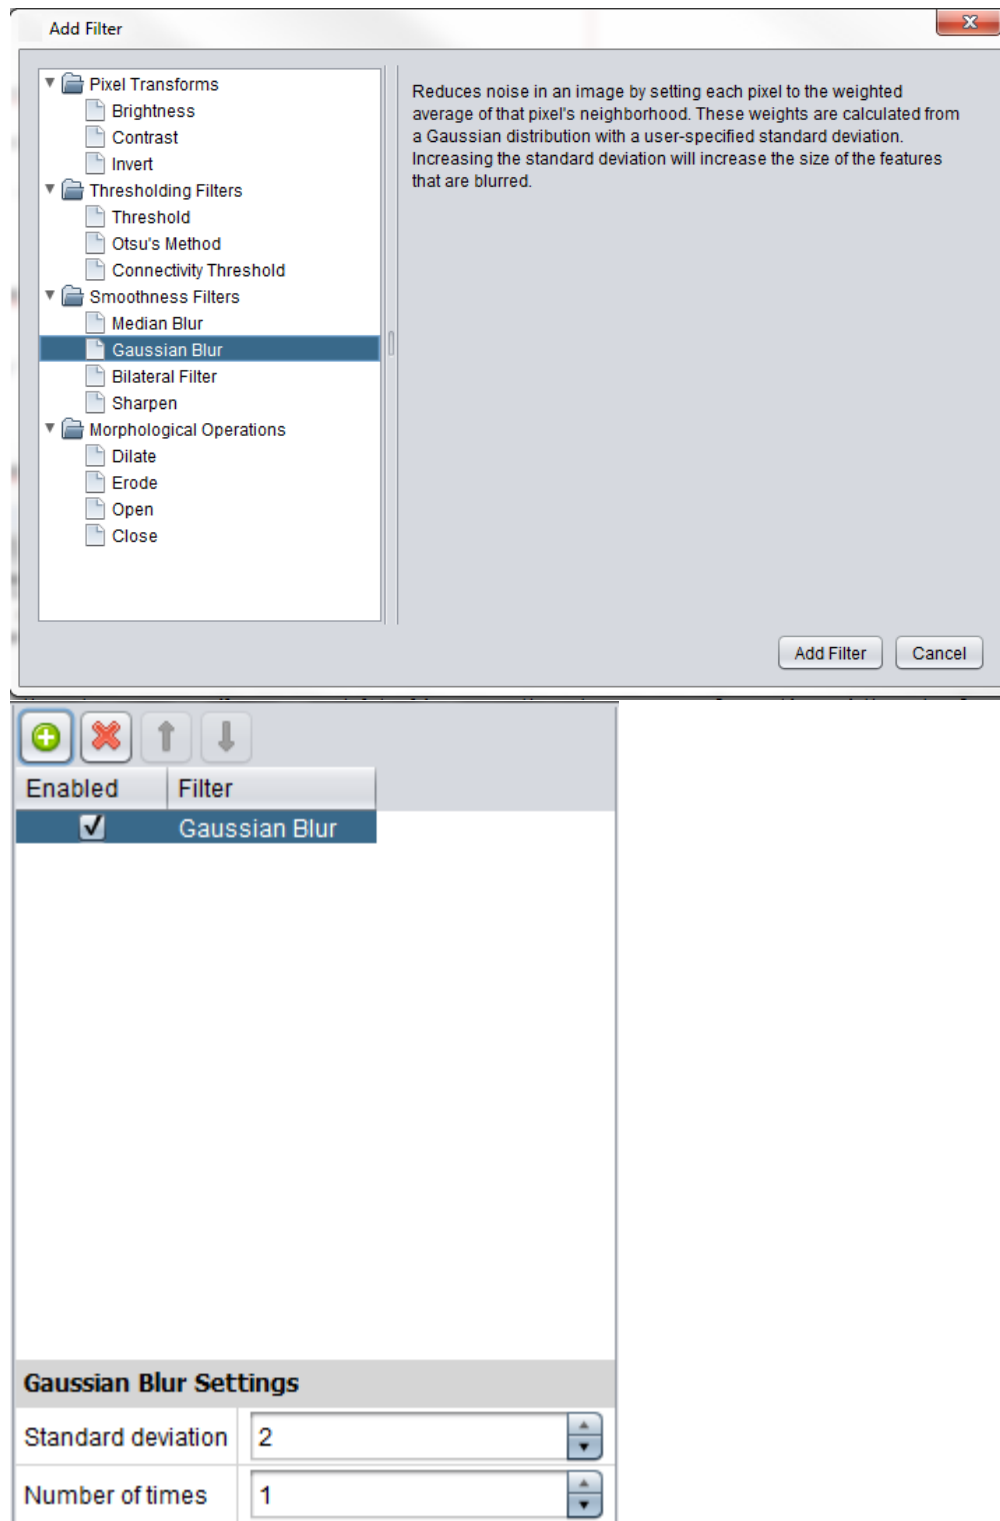 Add Filter
Pixel Transforms
Brightness
Contrast
Invert
Thresholding Filters
Threshold
Otsu's Method
Connectivity Threshold
Smoothness Filters
Median Blur
Gaussian Blur
Bilateral Filter
Sharpen
Morphological Operations
Dilate
Erode
Open
Close
Reduces noise in an image by setting each pixel to the weighted
average of that pixel's neighborhood. These weights are calculated from
a Gaussian distribution with a user-specified standard deviation.
Increasing the standard deviation will increase the size of the features
that are blurred.
Add Filter Cancel
Enabled Filter
Gaussian Blur
Gaussian Blur Settings
Standard deviation 2
Number of times 1